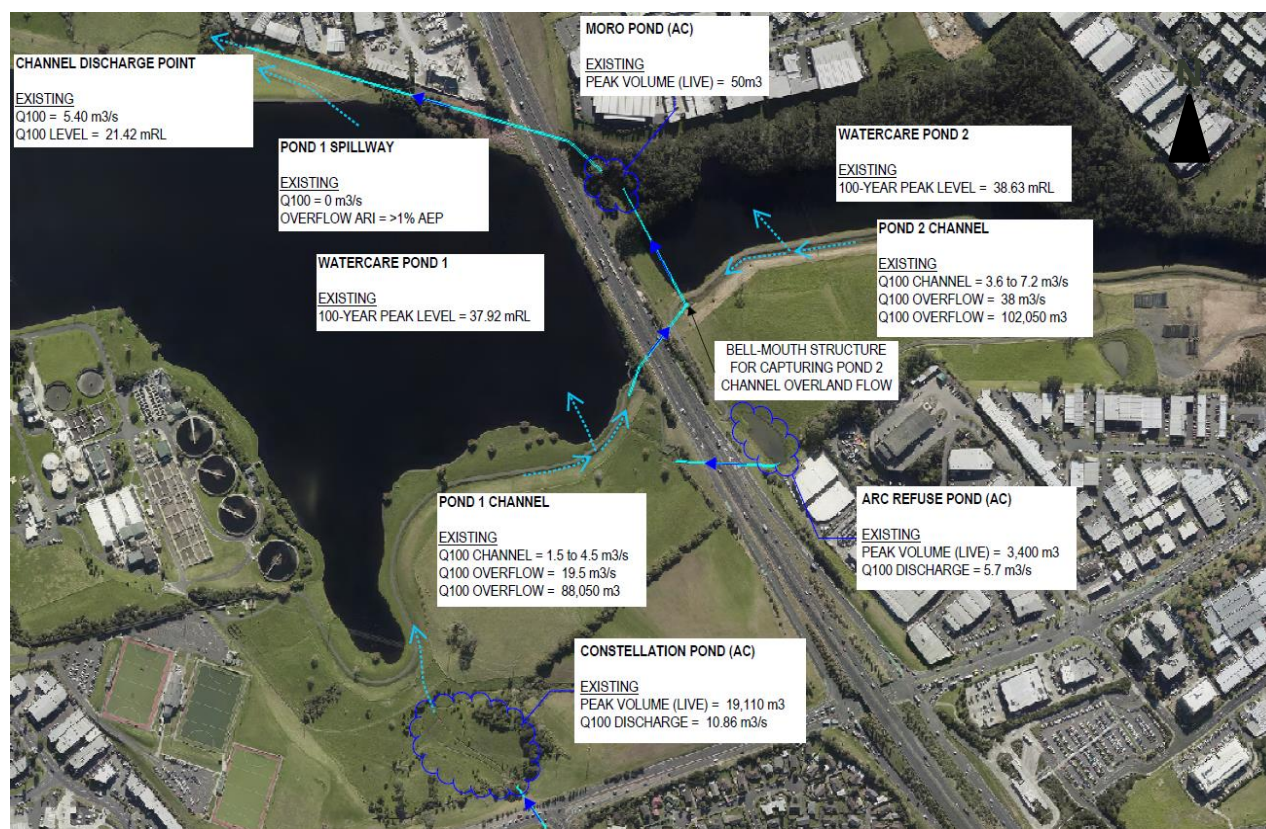 MORO POND (AC)
EXISTING
PEAK VOLUME (LIVE) = 50m3
CHANNEL DISCHARGE POINT
EXISTING
Q100 = 5.40 m3/s
Q100 LEVEL = 21.42 mRL
POND 1 SPILLWAY
EXISTING
Q100 = 0 m3/s
OVERFLOW ARI = >1% AEP
WATERCARE POND 2
EXISTING
100-YEAR PEAK LEVEL = 38.63 mRL
WATERCARE POND 1
EXISTING
100-YEAR PEAK LEVEL = 37.92 mRL
POND 2 CHANNEL
EXISTING
Q100 CHANNEL = 3.6 to 7.2 m3/s
Q100 OVERFLOW = 38 m3/s
Q100 OVERFLOW = 102,050 m3
BELL-MOUTH STRUCTURE
FOR CAPTURING POND 2
CHANNEL OVERLAND FLOW
POND 1 CHANNEL
EXISTING
Q100 CHANNEL = 1.5 to 4.5 m3/s
Q100 OVERFLOW = 19.5 m3/s
Q100 OVERFLOW = 88,050 m3
ARC REFUSE POND (AC)
EXISTING
PEAK VOLUME (LIVE) = 3,400 m3
Q100 DISCHARGE = 5.7 m3/s
CONSTELLATION POND (AC)
EXISTING
PEAK VOLUME (LIVE) = 19,110 m3
Q100 DISCHARGE = 10.86 m3/s